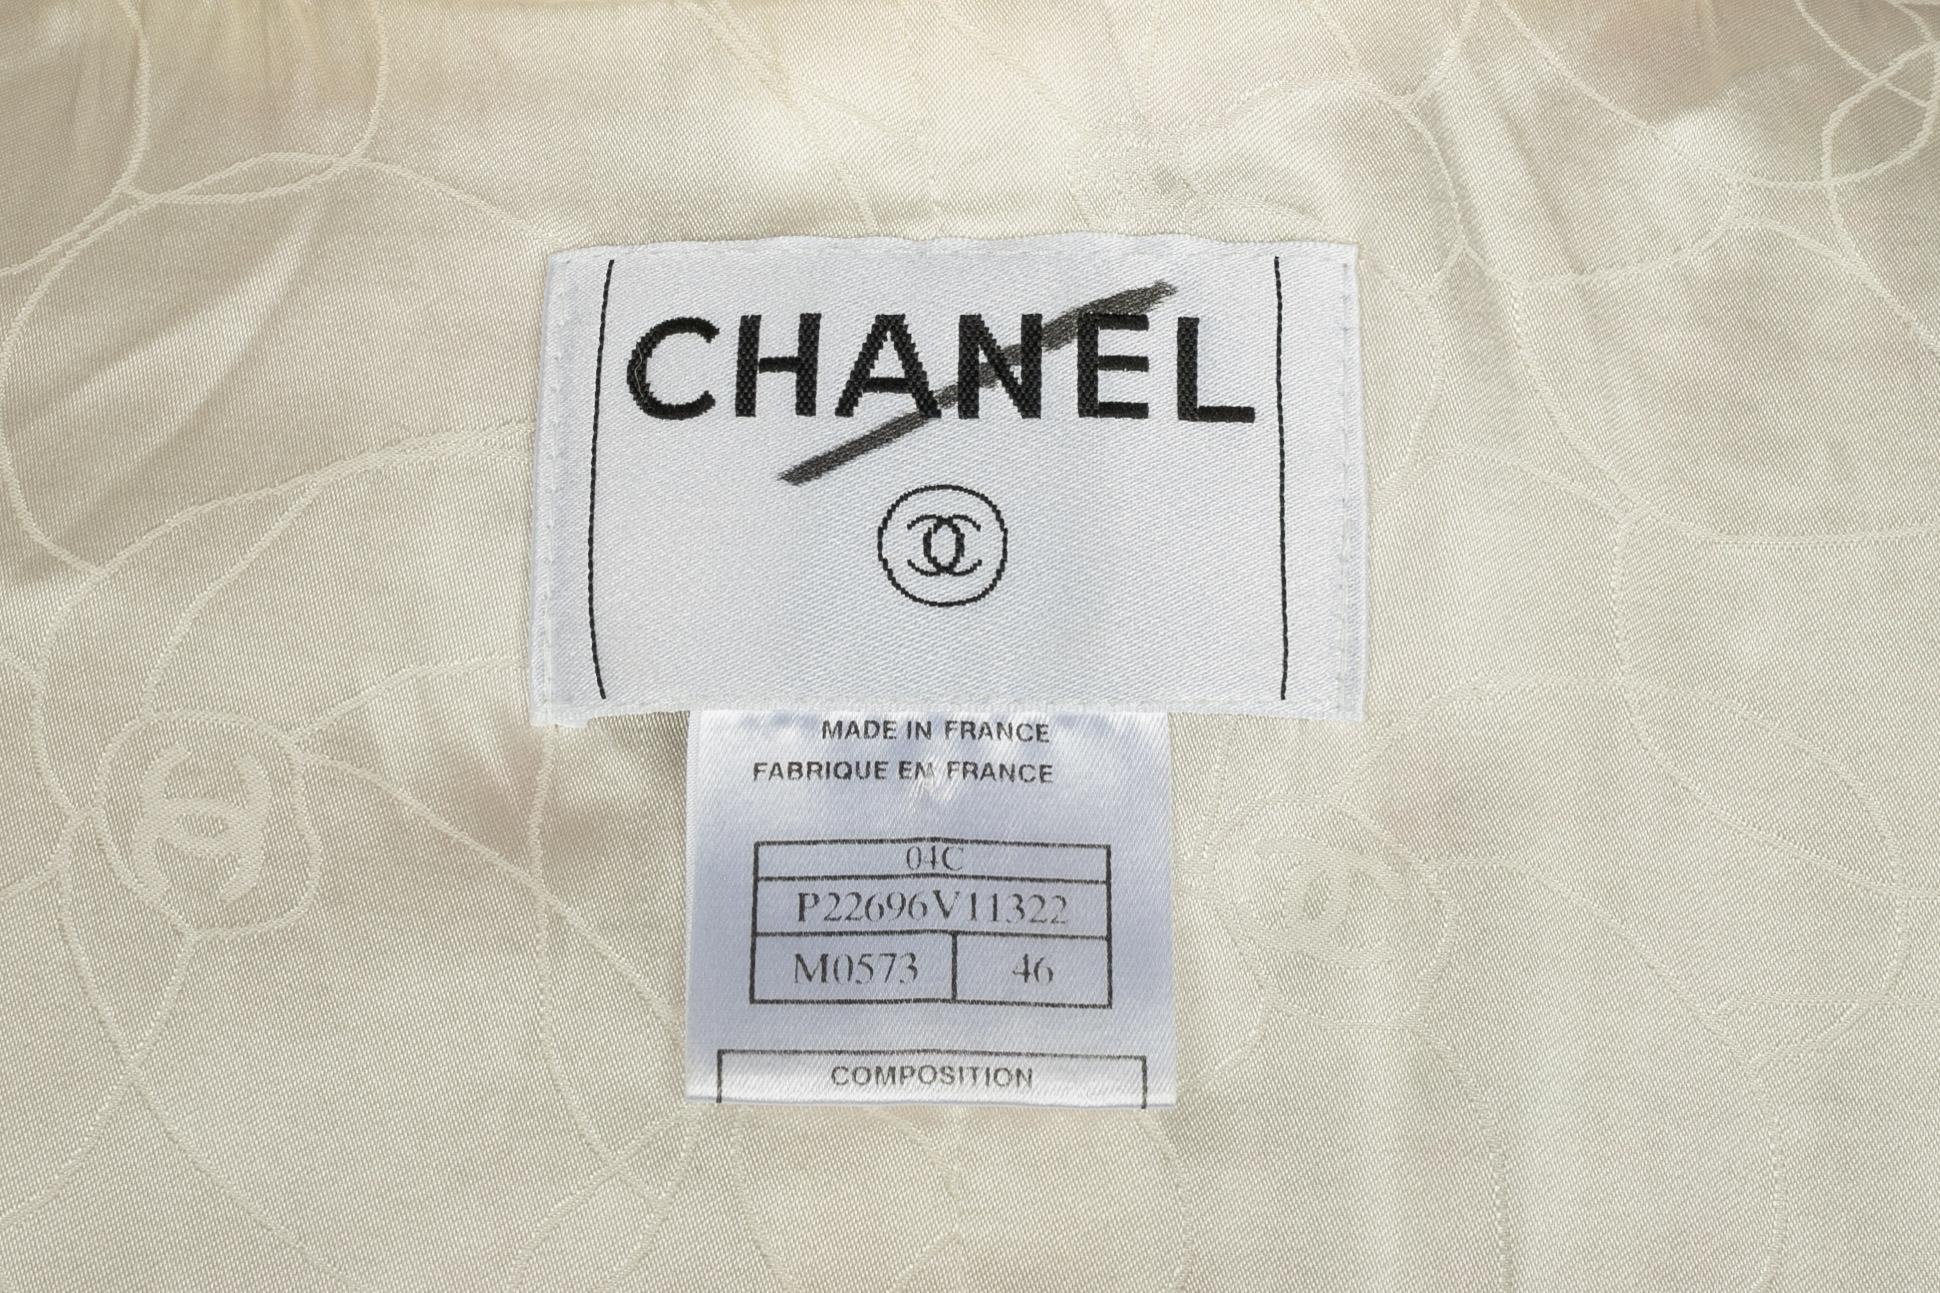 CHANEL
MADE IN FRANCE
FABRIQUE EN FRANCE
04C
P22696V11322
M0573 46
COMPOSITION